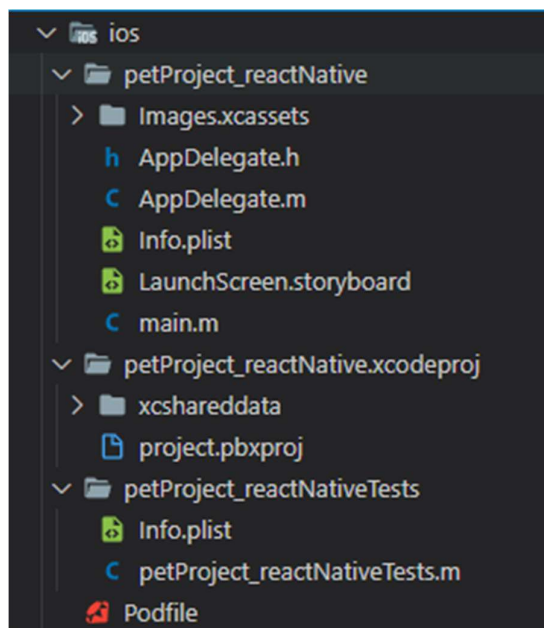 iOS ios
petProject_reactNative
Images.xcassets
h AppDelegate.h
C AppDelegate.m
Info.plist
LaunchScreen.storyboard
C main.m
petProject_reactNative.xcodeproj
xcshareddata
project.pbxproj
petProject_reactNativeTests
Info.plist
C petProject_reactNativeTests.m
Podfile